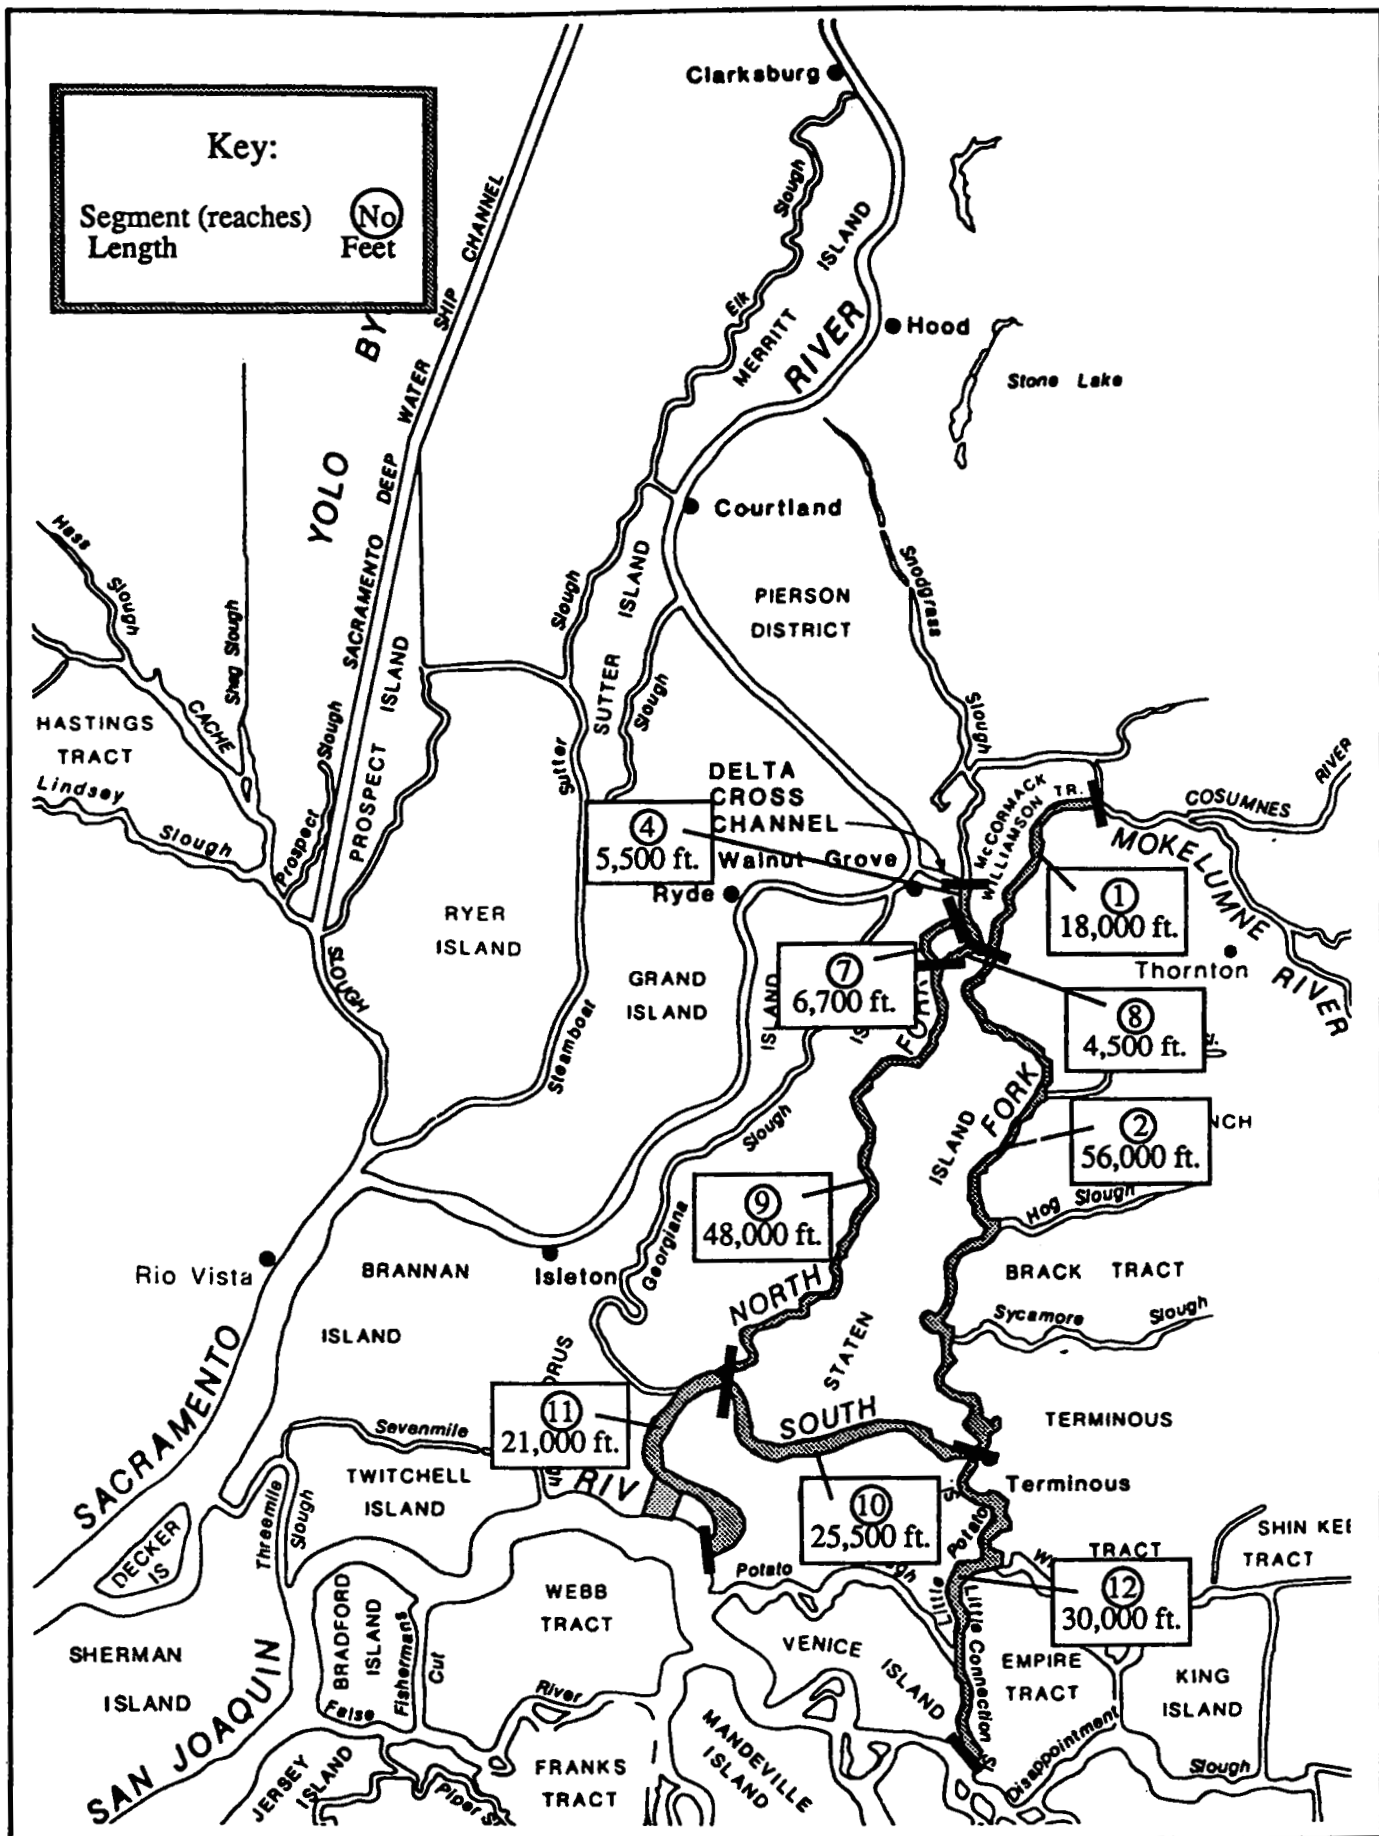 Key:
Segment (reaches) No.
Length Feet
Clarksburg
Slough
Elk
MERRITT
ISLAND
RIVER
Hood
Stone Lake
SACRAMENTO DEEP WATER SHIP CHANNEL
YOLO
BY
Courtland
Hass
Slough
Shag Slough
CACHE
SLOUGH
HASTINGS
TRACT
Lindsey
Slough
Prospect
Slough
PROSPECT ISLAND
Slough
SUTTER
ISLAND
Slough
Sutter
PIERSON
DISTRICT
Snodgrass
Slough
DELTA
CROSS
CHANNEL
4
5,500 ft.
Walnut Grove
Ryde
McCORMACK
WILLIAMSON TR.
COSUMNES
RIVER
MOKELUMNE
RIVER
1
18,000 ft.
Thornton
RYER
ISLAND
Steamboat
GRAND
ISLAND
7
6,700 ft.
ISLAND
IS
FORK
8
4,500 ft.
ISLAND
FORK
2
56,000 ft.
NCH
Slough
Georgiana
9
48,000 ft.
Hog Slough
Rio Vista
BRANNAN
ISLAND
Isleton
NORTH
BRACK TRACT
Sycamore Slough
STATEN
SACRAMENTO
ORUS
11
21,000 ft.
SOUTH
TERMINOUS
Sevenmile
TWITCHELL
ISLAND
RIV
Terminous
Threemile
Slough
DECKER
IS
10
25,500 ft.
S.
Potato
Little
SHIN KEE
TRACT
TRACT
Potato
ugh
W
12
30,000 ft.
BRADFORD
ISLAND
WEBB
TRACT
Fishermans
Cut
VENICE
ISLAND
Little Connection S.
EMPIRE
TRACT
KING
ISLAND
SHERMAN
ISLAND
SAN JOAQUIN
False
River
JERSEY
ISLAND
Piper S
FRANKS
TRACT
MANDEVILLE
ISLAND
Disappointment
Slough